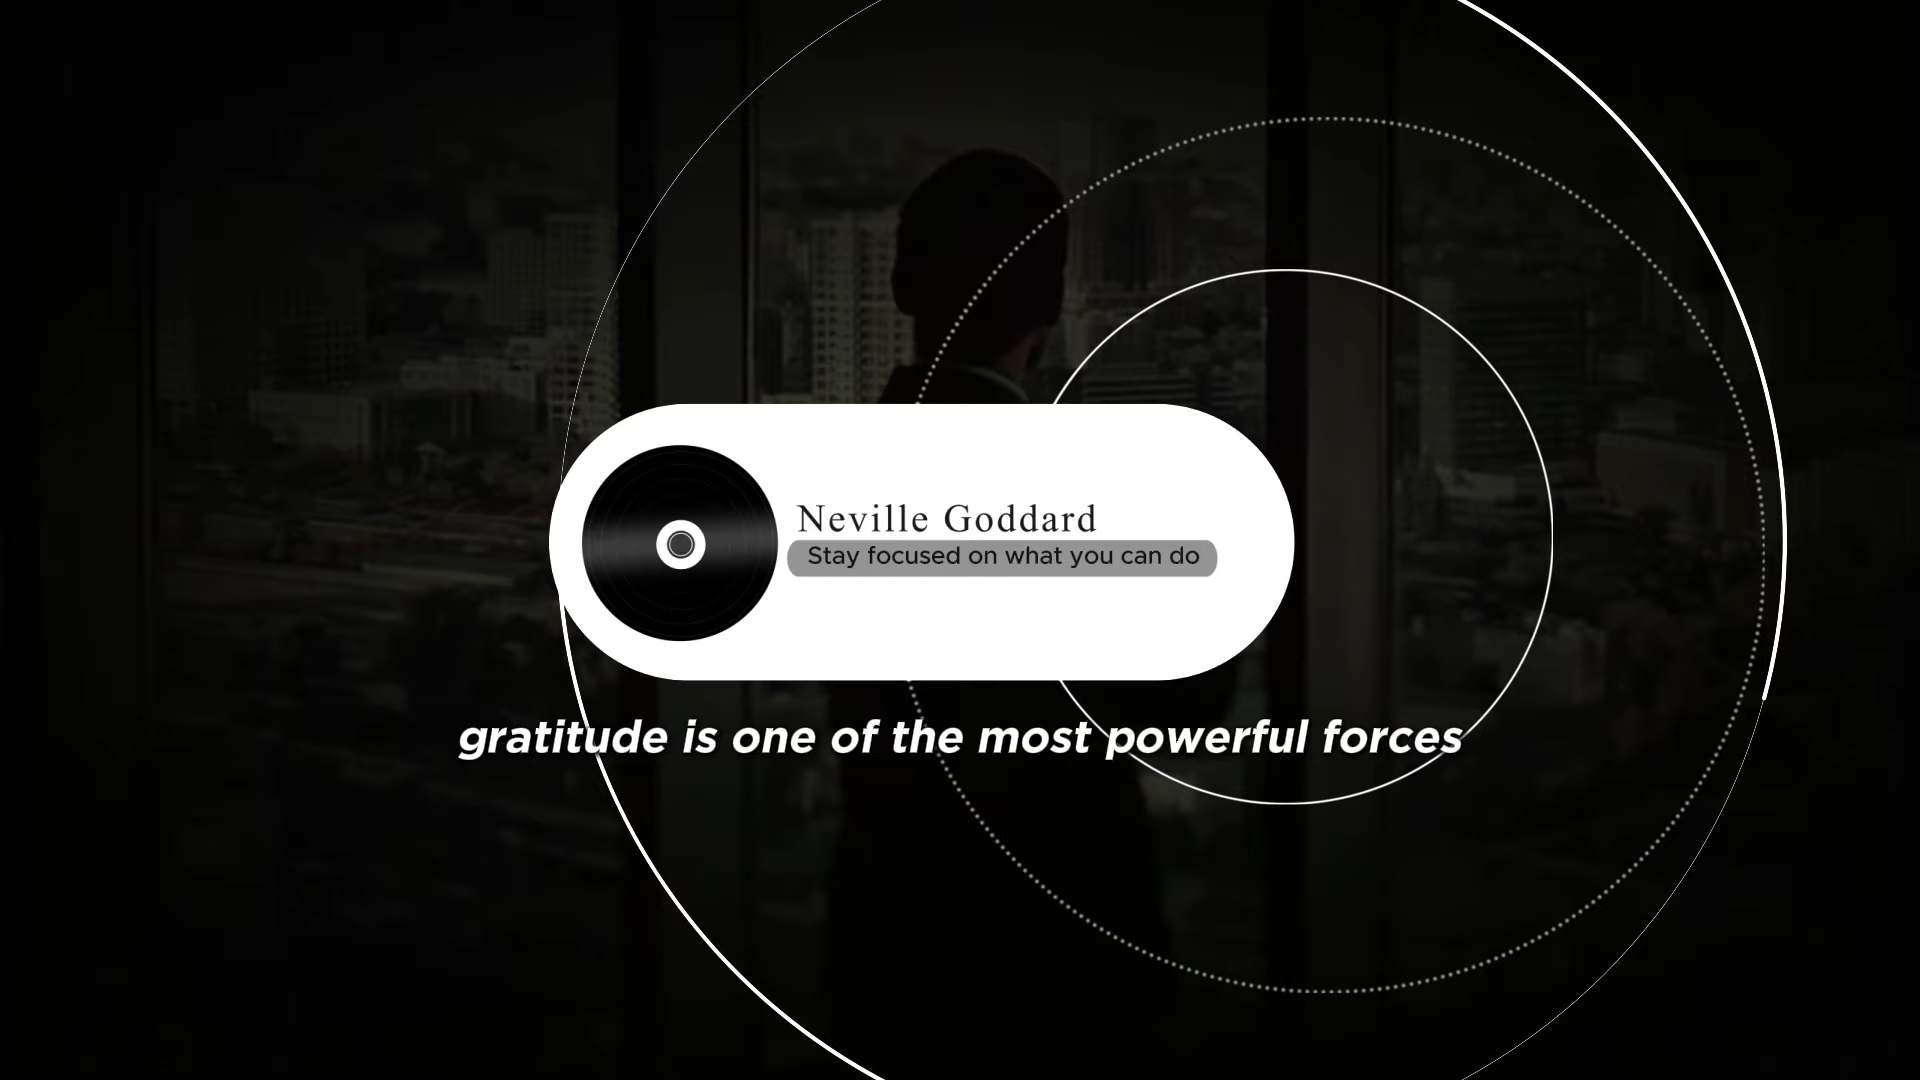 Neville Goddard
Stay focused on what you can do
gratitude is one of the most powerful forces